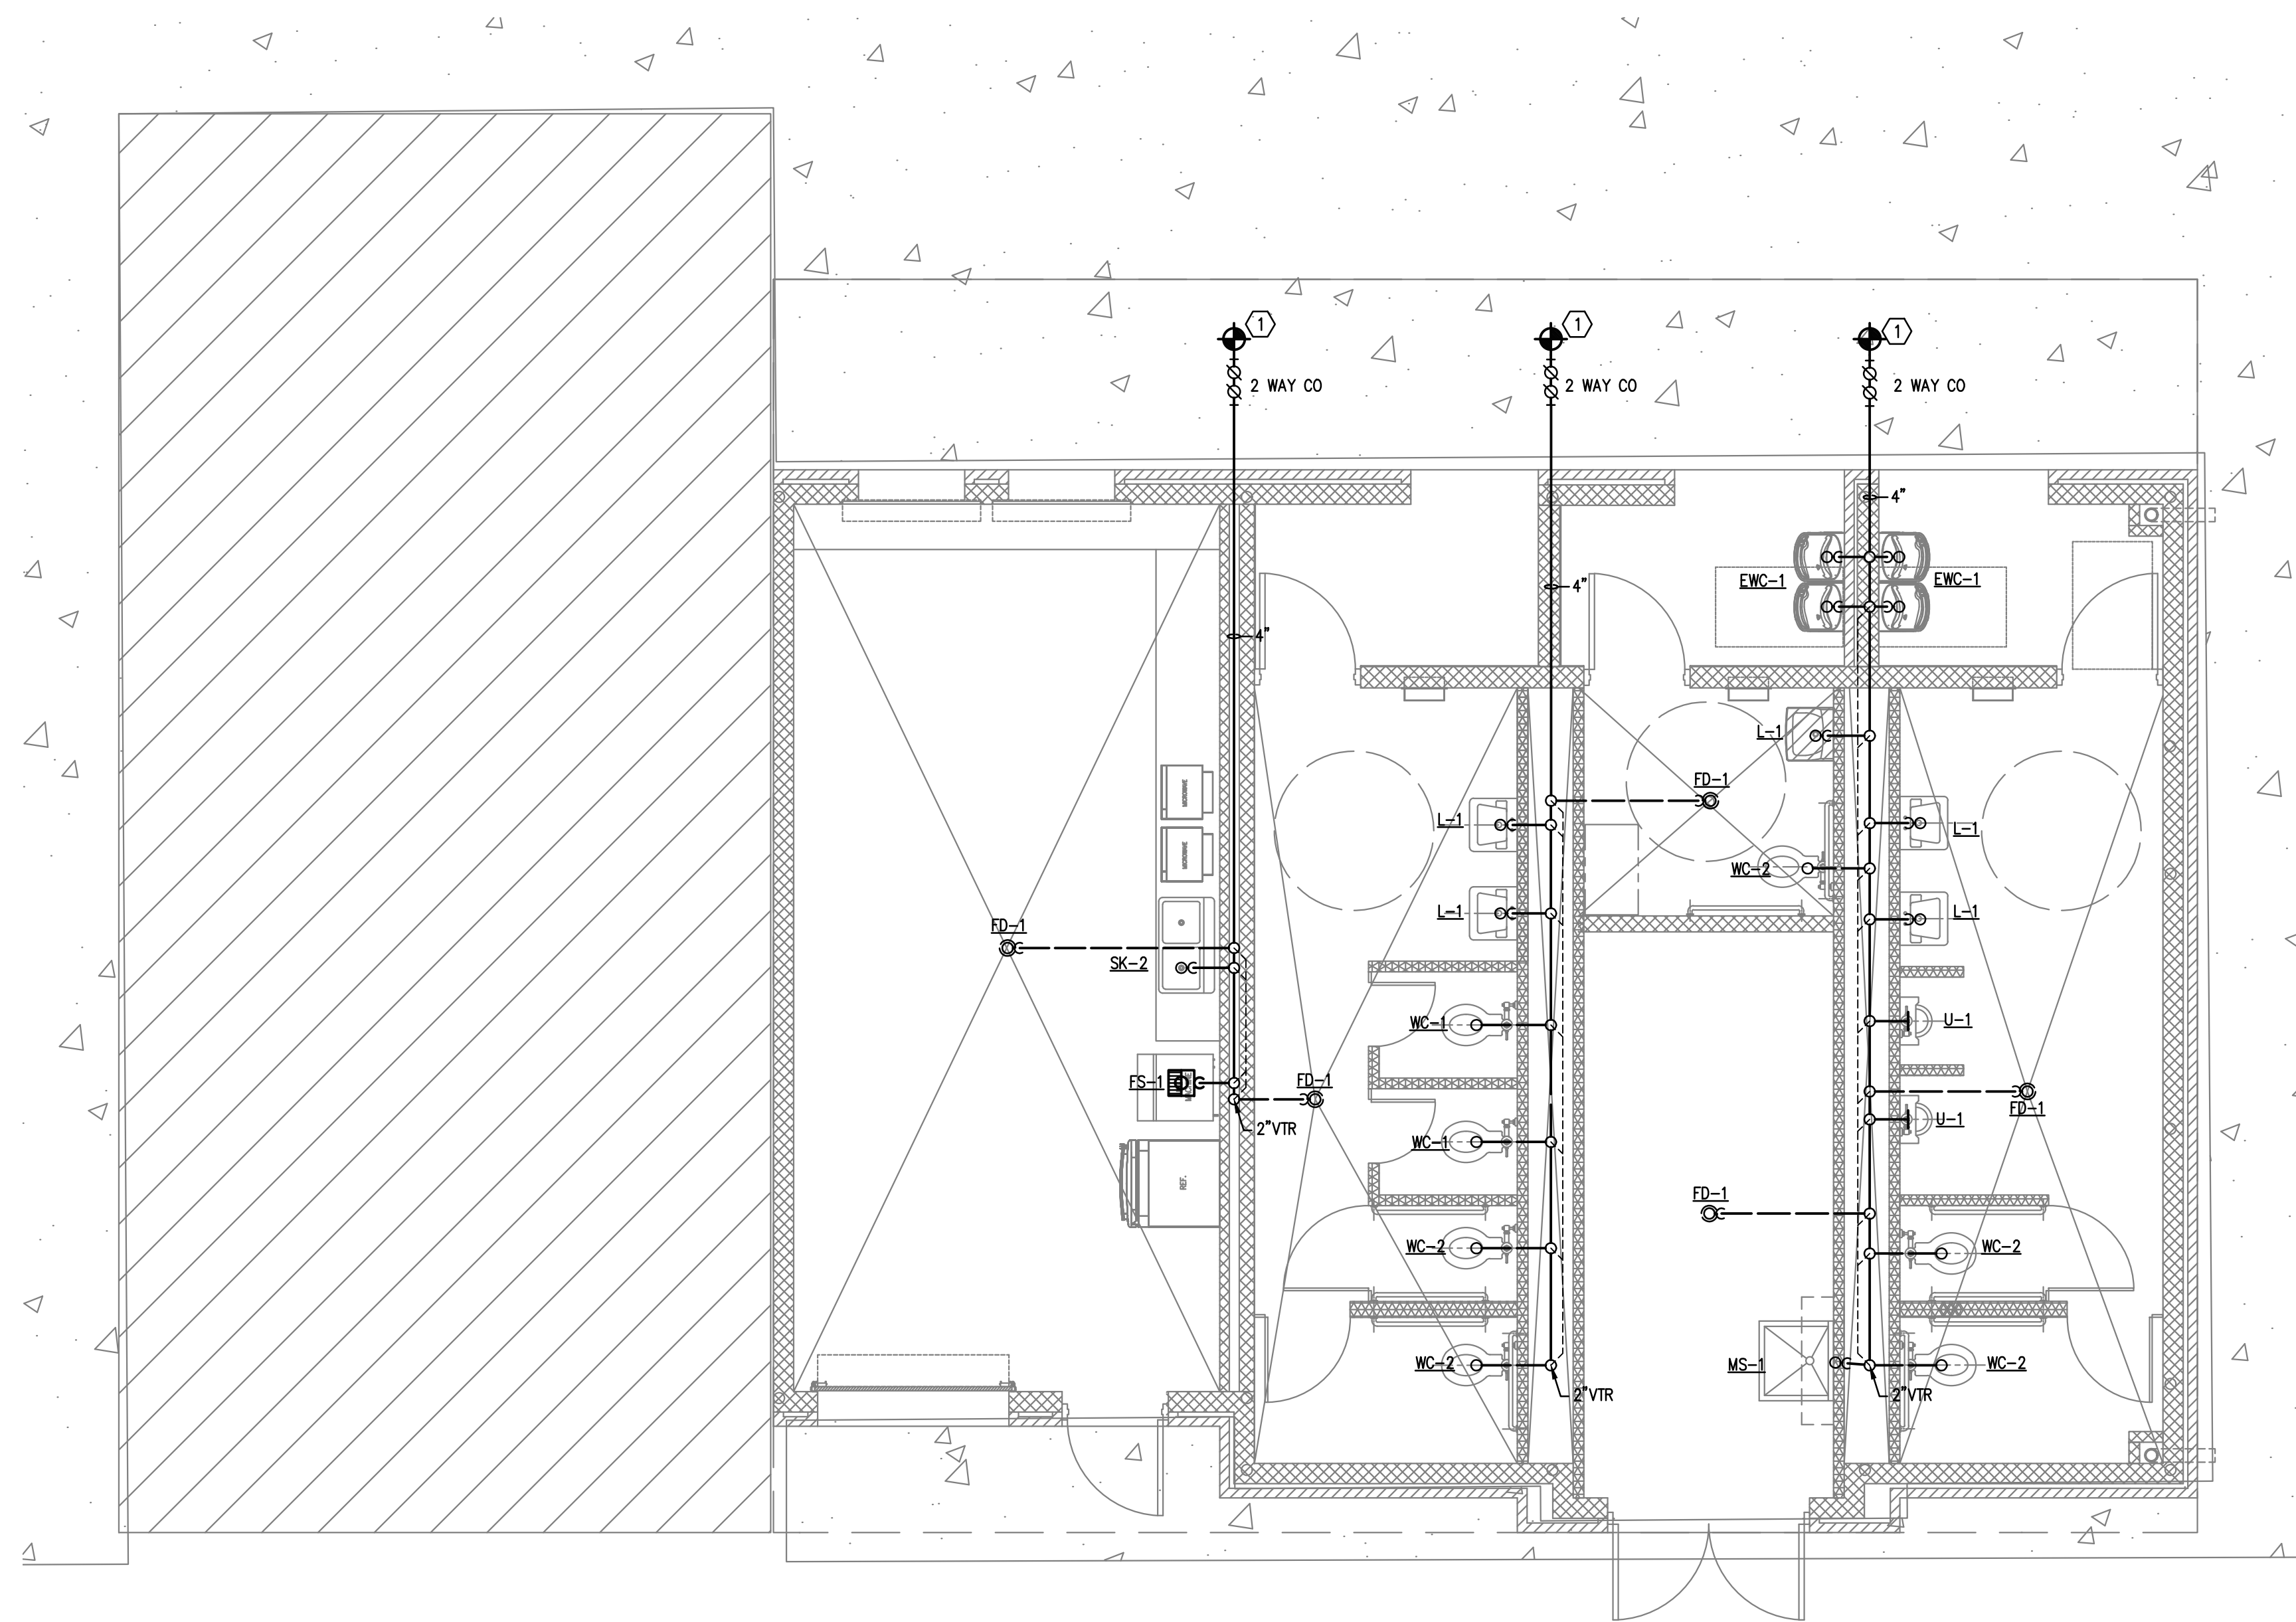 1
1
1
2 WAY CO
2 WAY CO
2 WAY CO
4"
EWC-1
EWC-1
4"
4"
L-1
FD-1
MICROWAVE
L-1
L-1
MICROWAVE
WC-2
L-1
L-1
FD-1
SK-2
WC-1
U-1
FS-1
FD-1
FD-1
U-1
2"VTR
WC-1
REF.
FD-1
WC-2
WC-2
WC-2
MS-1
WC-2
2"VTR
2"VTR